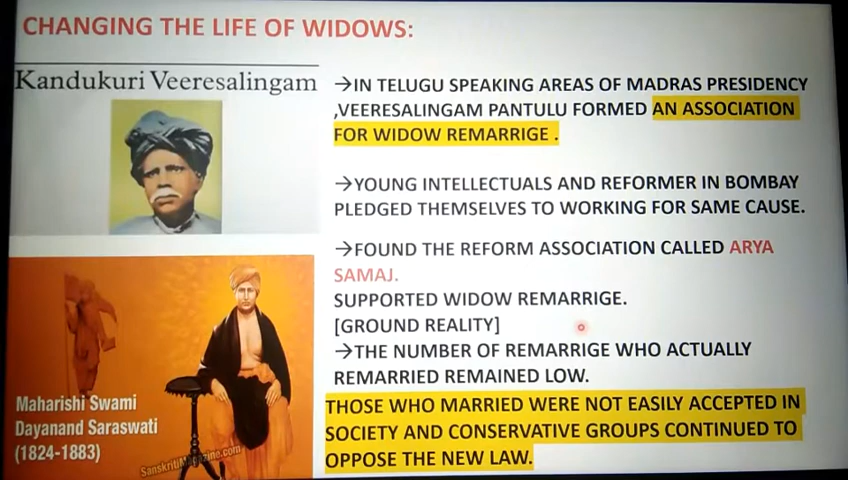 CHANGING THE LIFE OF WIDOWS:
Kandukuri Veeresalingam
→IN TELUGU SPEAKING AREAS OF MADRAS PRESIDENCY
,VEERESALINGAM PANTULU FORMED AN ASSOCIATION
FOR WIDOW REMARRIGE .
→YOUNG INTELLECTUALS AND REFORMER IN BOMBAY
PLEDGED THEMSELVES TO WORKING FOR SAME CAUSE.
→FOUND THE REFORM ASSOCIATION CALLED ARYA
SAMAJ.
SUPPORTED WIDOW REMARRIGE.
[GROUND REALITY]
→THE NUMBER OF REMARRIGE WHO ACTUALLY
REMARRIED REMAINED LOW.
THOSE WHO MARRIED WERE NOT EASILY ACCEPTED IN
SOCIETY AND CONSERVATIVE GROUPS CONTINUED TO
OPPOSE THE NEW LAW.
Maharishi Swami
Dayanand Saraswati
(1824-1883)
SanskritiMagazine.com